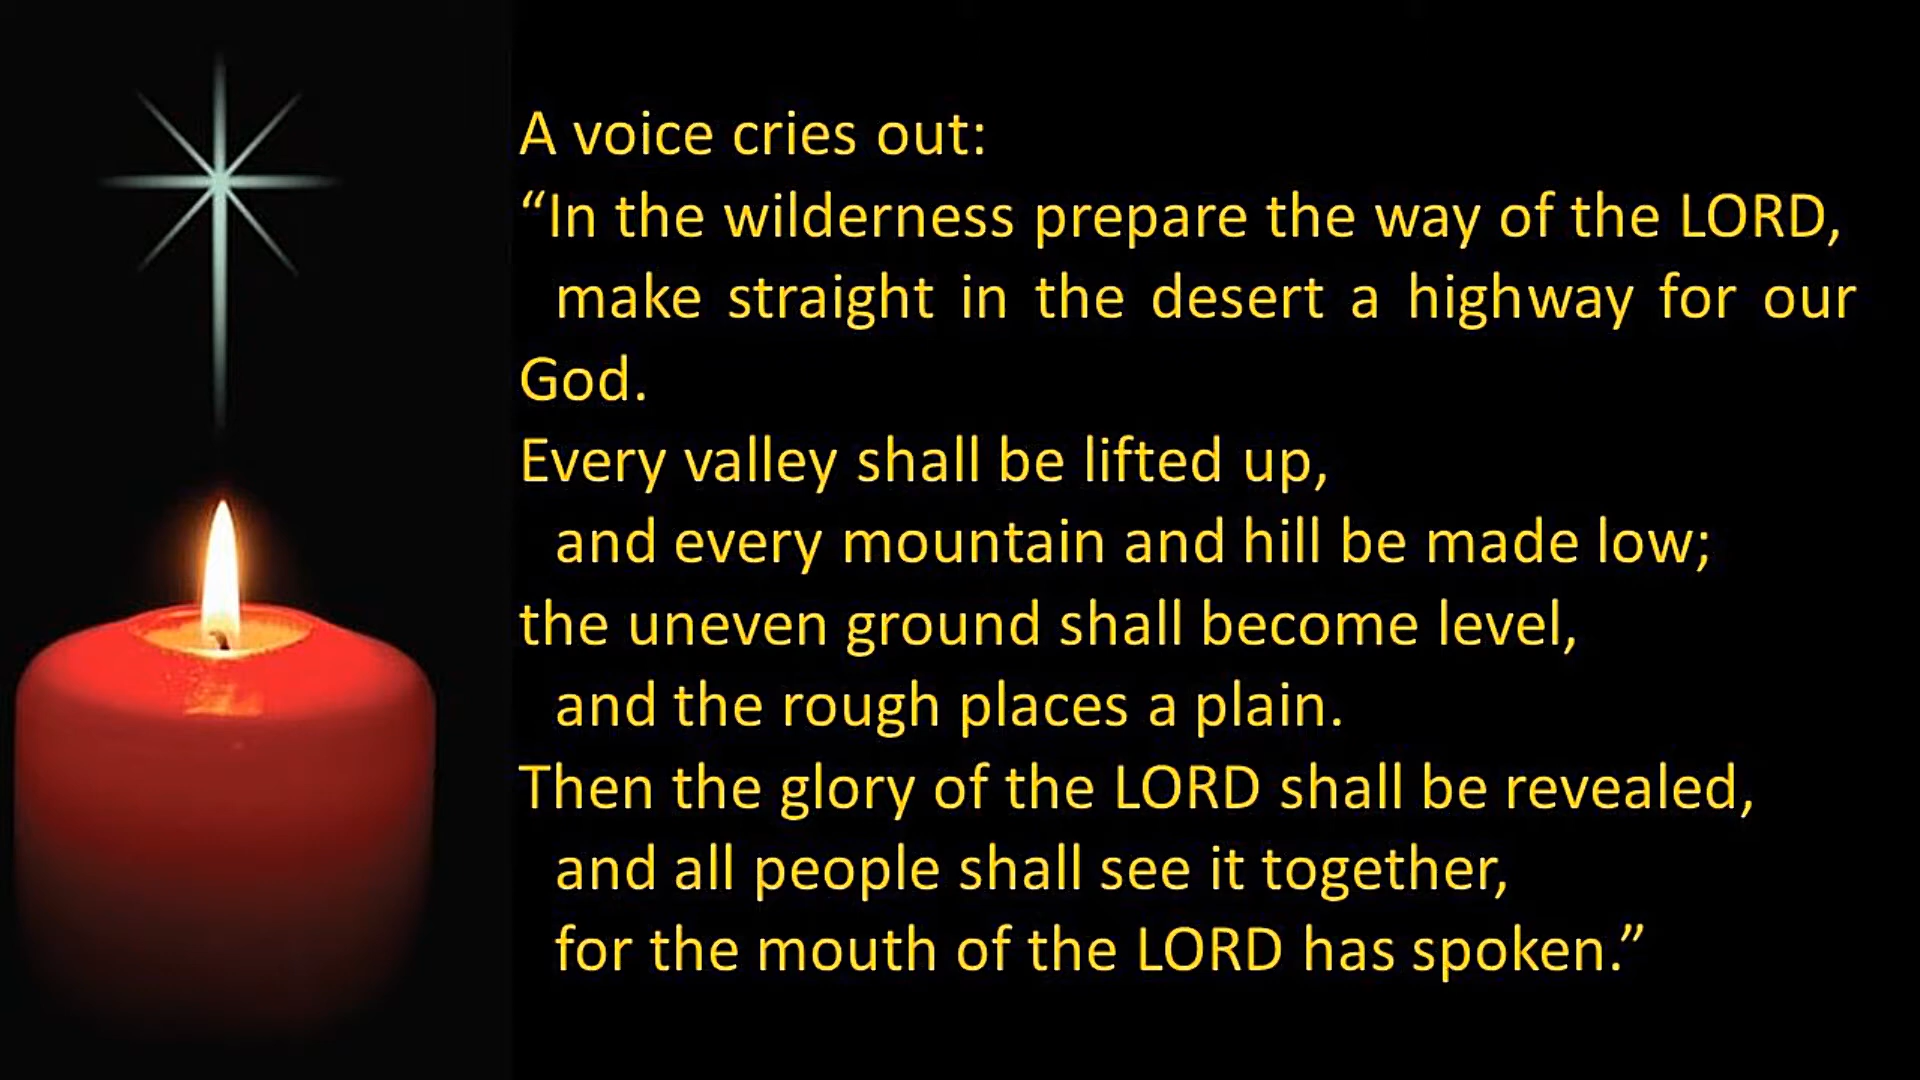 A voice cries out:
“In the wilderness prepare the way of the LORD,
make straight in the desert a highway for our
God.
Every valley shall be lifted up,
and every mountain and hill be made low;
the uneven ground shall become level,
and the rough places a plain.
Then the glory of the LORD shall be revealed,
and all people shall see it together,
for the mouth of the LORD has spoken.”